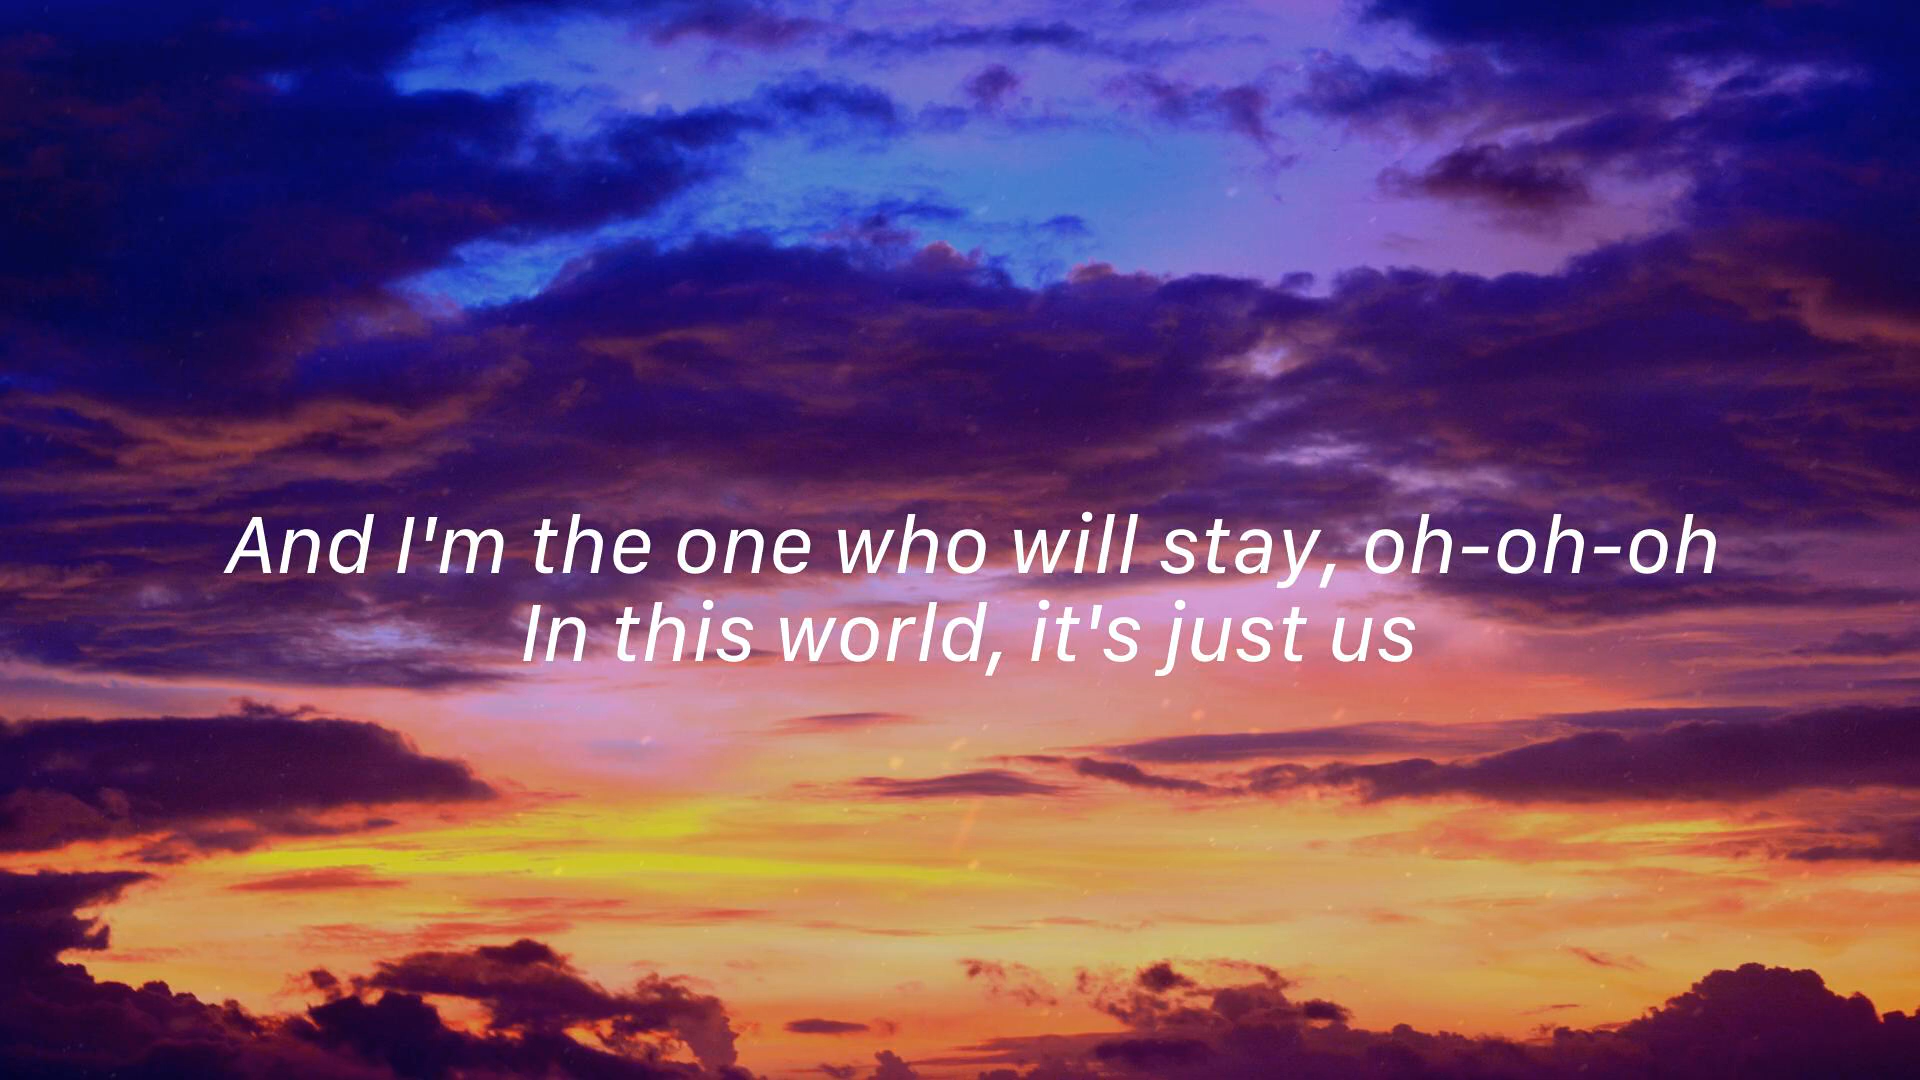 And I'm the one who will stay, oh-oh-oh
In this world, it's just us